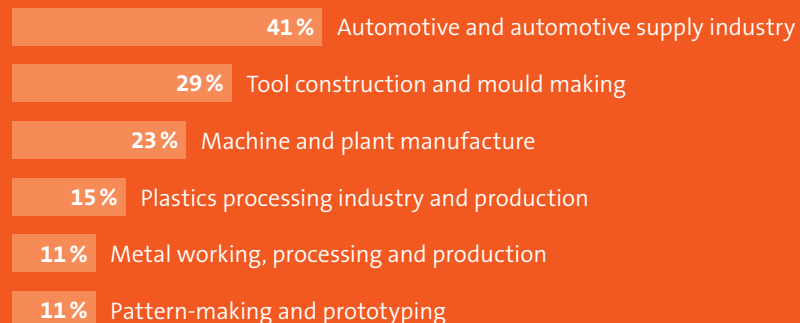 41 % Automotive and automotive supply industry
29 % Tool construction and mould making
23 % Machine and plant manufacture
15 % Plastics processing industry and production
11 % Metal working, processing and production
11 % Pattern-making and prototyping